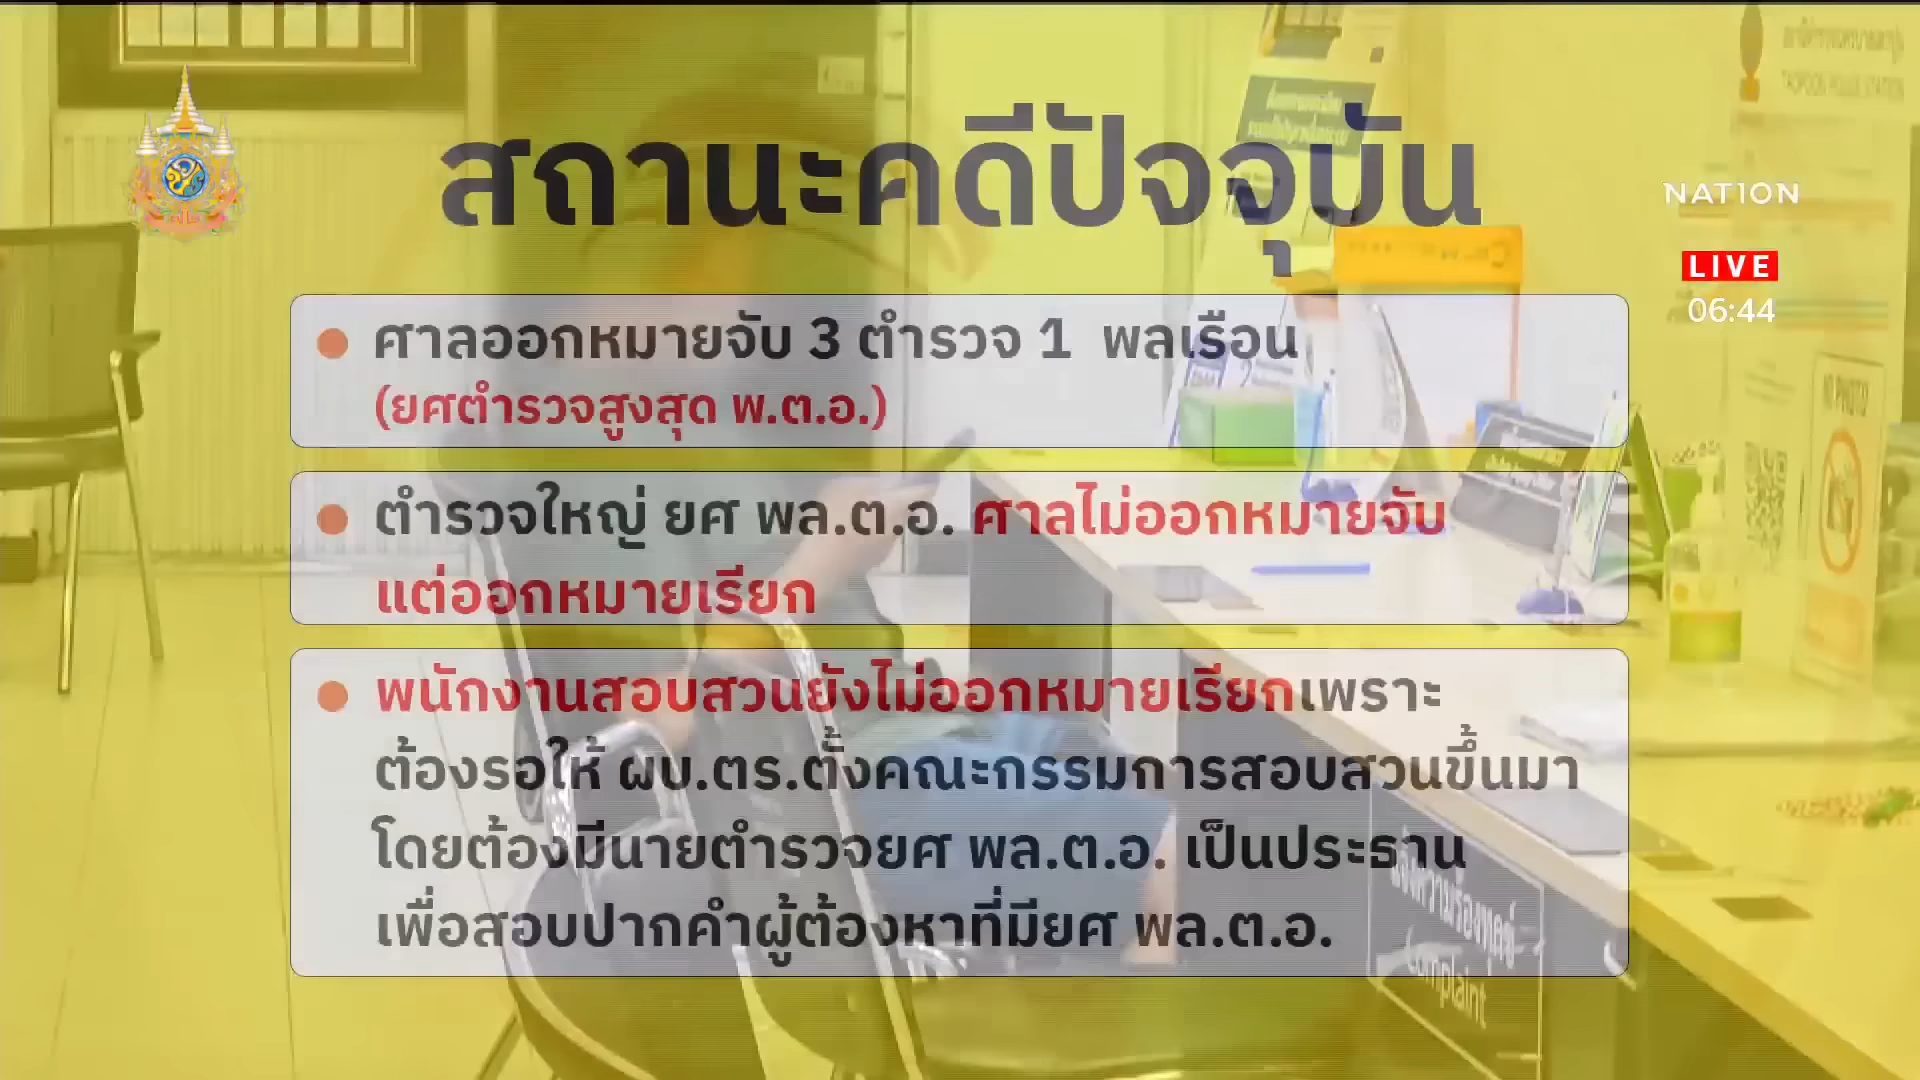 สถานะคดีปัจจุบัน
NATION
LIVE
06:44
ศาลออกหมายจับ 3 ตำรวจ 1 พลเรือน
(ยศตำรวจสูงสุด พ.ต.อ.)
ตำรวจใหญ่ ยศ พล.ต.อ. ศาลไม่ออกหมายจับ
แต่ออกหมายเรียก
พนักงานสอบสวนยังไม่ออกหมายเรียกเพราะ
ต้องรอให้ ผบ.ตร.ตั้งคณะกรรมการสอบสวนขึ้นมา
โดยต้องมีนายตำรวจยศ พล.ต.อ. เป็นประธาน
เพื่อสอบปากคำผู้ต้องหาที่มียศ พล.ต.อ.
NO PHOTO
Complaint